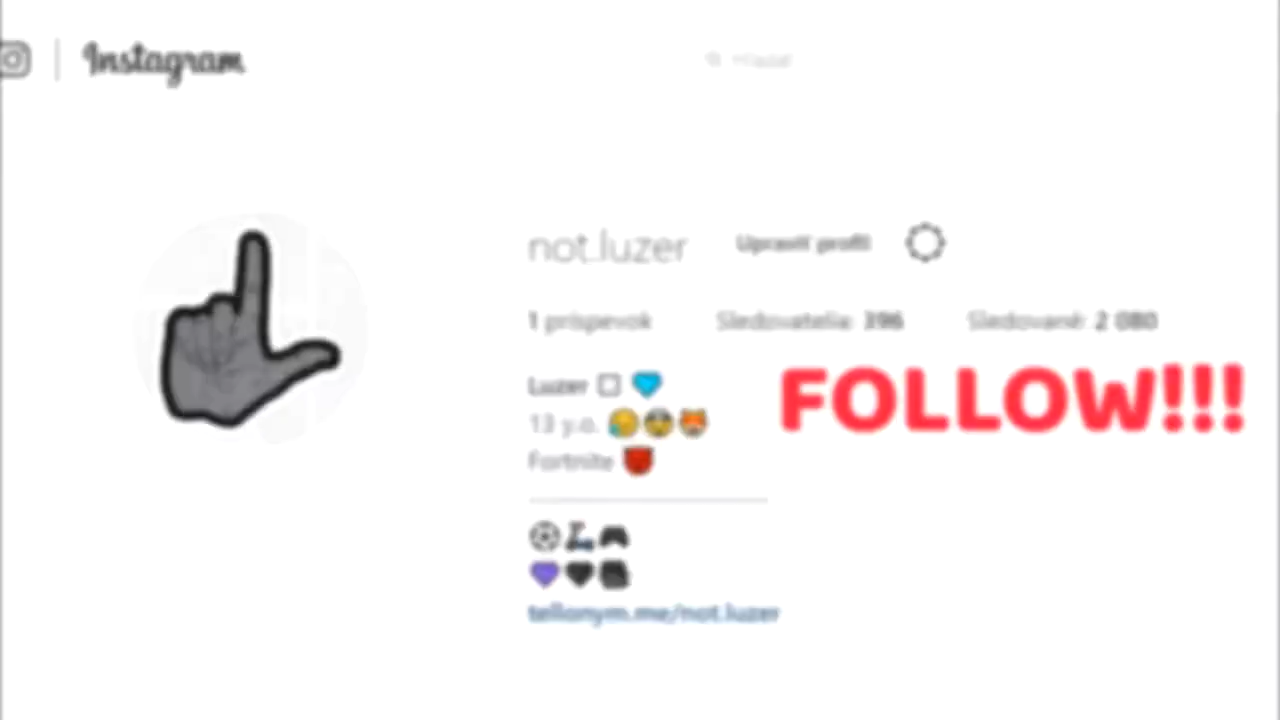 Instagram
Hľadať
not.luzer
Upraviť profil
1 príspevok
Sledovatelia: 396
Sledované: 2 080
Luzer
13 y.o.
FOLLOW!!!
Fortnite
tellonym.me/not.luzer